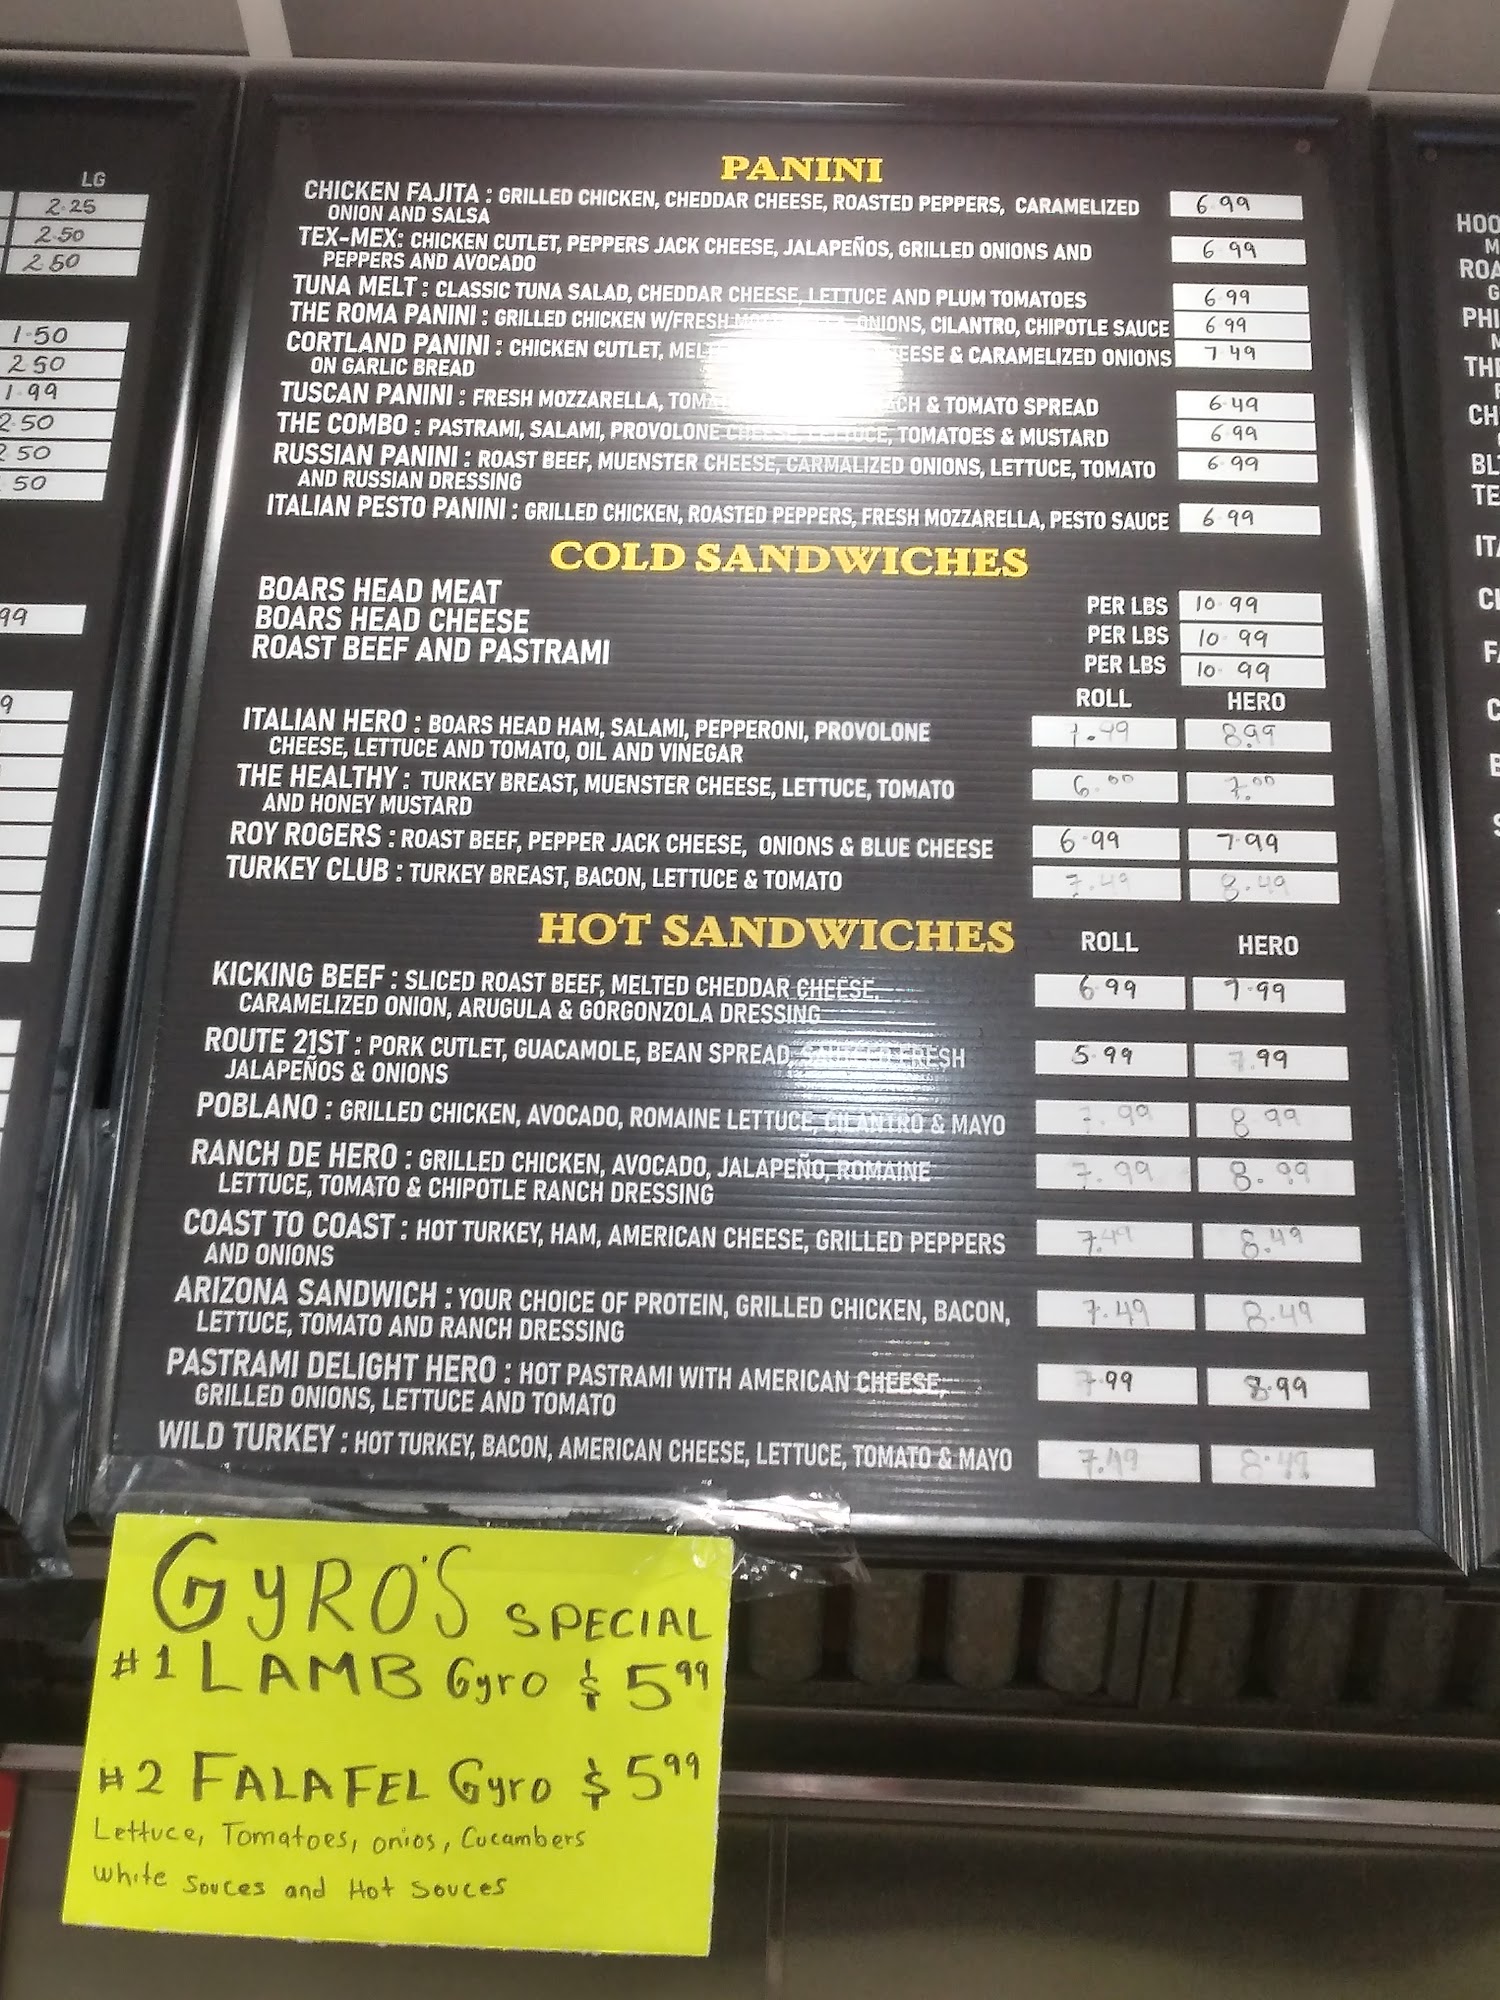 LG
2.25
2.50
2.50
1.50
2.50
1.99
2.50
2.50
50
99
9
PANINI
CHICKEN FAJITA : GRILLED CHICKEN, CHEDDAR CHEESE, ROASTED PEPPERS, CARAMELIZED 6.99
ONION AND SALSA
TEX-MEX: CHICKEN CUTLET, PEPPERS JACK CHEESE, JALAPEÑOS, GRILLED ONIONS AND 6.99
PEPPERS AND AVOCADO
TUNA MELT : CLASSIC TUNA SALAD, CHEDDAR CHEESE, LETTUCE AND PLUM TOMATOES 6.99
THE ROMA PANINI : GRILLED CHICKEN W/FRESH ONIONS, CILANTRO, CHIPOTLE SAUCE 6.99
CORTLAND PANINI : CHICKEN CUTLET, & CARAMELIZED ONIONS 7.49
ON GARLIC BREAD
TUSCAN PANINI : FRESH MOZZARELLA, & TOMATO SPREAD 6.49
THE COMBO : PASTRAMI, SALAMI, PROVOLONE CHEESE, LETTUCE, TOMATOES & MUSTARD 6.99
RUSSIAN PANINI : ROAST BEEF, MUENSTER CHEESE, CARMALIZED ONIONS, LETTUCE, TOMATO 6.99
AND RUSSIAN DRESSING
ITALIAN PESTO PANINI : GRILLED CHICKEN, ROASTED PEPPERS, FRESH MOZZARELLA, PESTO SAUCE 6.99
COLD SANDWICHES
BOARS HEAD MEAT PER LBS 10.99
BOARS HEAD CHEESE PER LBS 10.99
ROAST BEEF AND PASTRAMI PER LBS 10.99
ROLL HERO
ITALIAN HERO : BOARS HEAD HAM, SALAMI, PEPPERONI, PROVOLONE 8.99
CHEESE, LETTUCE AND TOMATO, OIL AND VINEGAR
THE HEALTHY : TURKEY BREAST, MUENSTER CHEESE, LETTUCE, TOMATO 6.00 7.00
AND HONEY MUSTARD
ROY ROGERS : ROAST BEEF, PEPPER JACK CHEESE, ONIONS & BLUE CHEESE 6.99 7.99
TURKEY CLUB : TURKEY BREAST, BACON, LETTUCE & TOMATO 7.49 8.49
HOT SANDWICHES ROLL HERO
KICKING BEEF : SLICED ROAST BEEF, MELTED CHEDDAR CHEESE, 6.99 7.99
CARAMELIZED ONION, ARUGULA & GORGONZOLA DRESSING
ROUTE 21ST : PORK CUTLET, GUACAMOLE, BEAN SPREAD, SAUTEED FRESH 5.99 7.99
JALAPEÑOS & ONIONS
POBLANO : GRILLED CHICKEN, AVOCADO, ROMAINE LETTUCE, CILANTRO & MAYO 7.99 8.99
RANCH DE HERO : GRILLED CHICKEN, AVOCADO, JALAPEÑO, ROMAINE 7.99 8.99
LETTUCE, TOMATO & CHIPOTLE RANCH DRESSING
COAST TO COAST : HOT TURKEY, HAM, AMERICAN CHEESE, GRILLED PEPPERS 7.49 8.49
AND ONIONS
ARIZONA SANDWICH : YOUR CHOICE OF PROTEIN, GRILLED CHICKEN, BACON, 7.49 8.49
LETTUCE, TOMATO AND RANCH DRESSING
PASTRAMI DELIGHT HERO : HOT PASTRAMI WITH AMERICAN CHEESE, 7.99 8.99
GRILLED ONIONS, LETTUCE AND TOMATO
WILD TURKEY : HOT TURKEY, BACON, AMERICAN CHEESE, LETTUCE, TOMATO & MAYO 7.49 8.49
GYRO'S SPECIAL
#1 LAMB Gyro $5.99
#2 FALAFEL Gyro $5.99
Lettuce, Tomatoes, onios, Cucambers
White Souces and Hot Souces
HOO
M
ROA
G
PHI
M
THE
CH
BL
TE
ITA